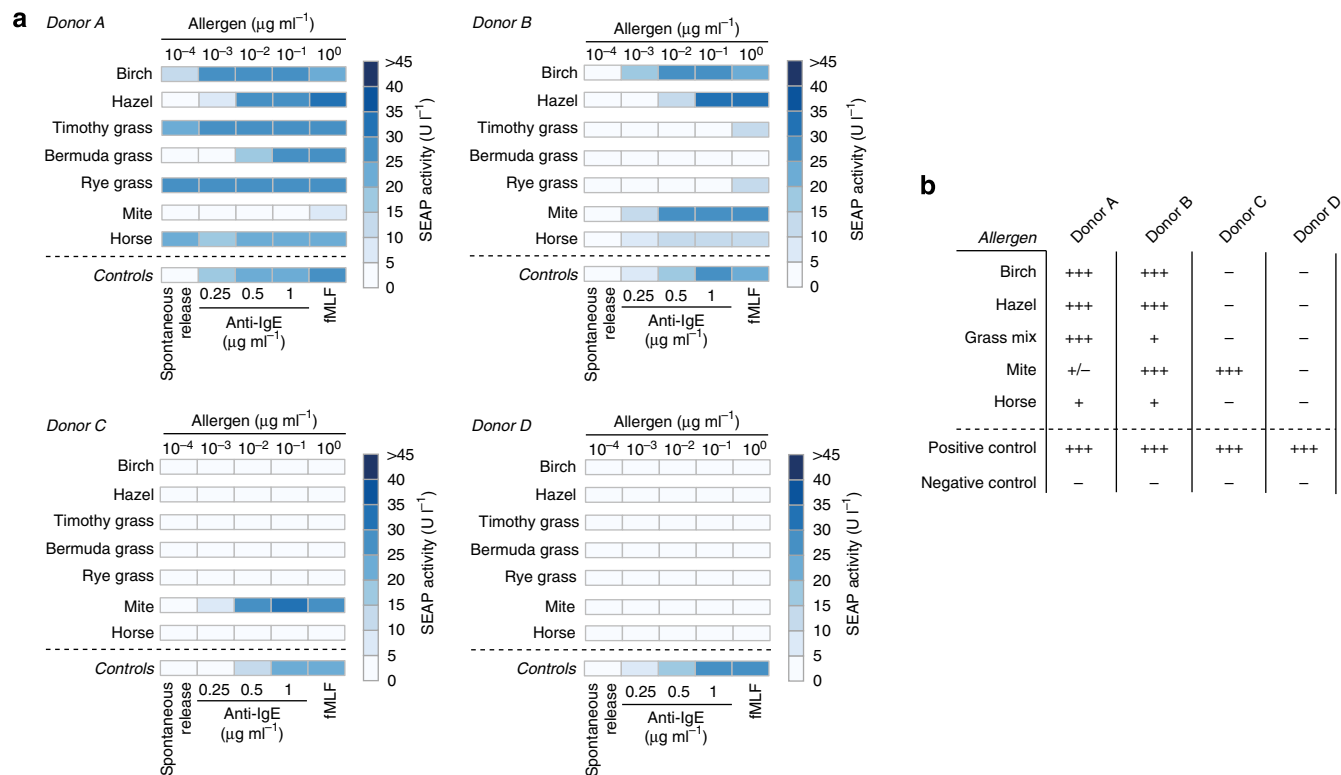 a
Donor A
Allergen (µg ml⁻¹)
10⁻⁴ 10⁻³ 10⁻² 10⁻¹ 10⁰
Birch
Hazel
Timothy grass
Bermuda grass
Rye grass
Mite
Horse
Controls
Spontaneous release
0.25 0.5 1
Anti-IgE
(µg ml⁻¹)
fMLF
>45
40
35
30
25
20
15
10
5
0
SEAP activity (U l⁻¹)
Donor B
Allergen (µg ml⁻¹)
10⁻⁴ 10⁻³ 10⁻² 10⁻¹ 10⁰
Birch
Hazel
Timothy grass
Bermuda grass
Rye grass
Mite
Horse
Controls
Spontaneous release
0.25 0.5 1
Anti-IgE
(µg ml⁻¹)
fMLF
>45
40
35
30
25
20
15
10
5
0
SEAP activity (U l⁻¹)
Donor C
Allergen (µg ml⁻¹)
10⁻⁴ 10⁻³ 10⁻² 10⁻¹ 10⁰
Birch
Hazel
Timothy grass
Bermuda grass
Rye grass
Mite
Horse
Controls
Spontaneous release
0.25 0.5 1
Anti-IgE
(µg ml⁻¹)
fMLF
>45
40
35
30
25
20
15
10
5
0
SEAP activity (U l⁻¹)
Donor D
Allergen (µg ml⁻¹)
10⁻⁴ 10⁻³ 10⁻² 10⁻¹ 10⁰
Birch
Hazel
Timothy grass
Bermuda grass
Rye grass
Mite
Horse
Controls
Spontaneous release
0.25 0.5 1
Anti-IgE
(µg ml⁻¹)
fMLF
>45
40
35
30
25
20
15
10
5
0
SEAP activity (U l⁻¹)
b
Allergen Donor A Donor B Donor C Donor D
Birch +++ +++ – –
Hazel +++ +++ – –
Grass mix +++ + – –
Mite +/– +++ +++ –
Horse + + – –
Positive control +++ +++ +++ +++
Negative control – – – –